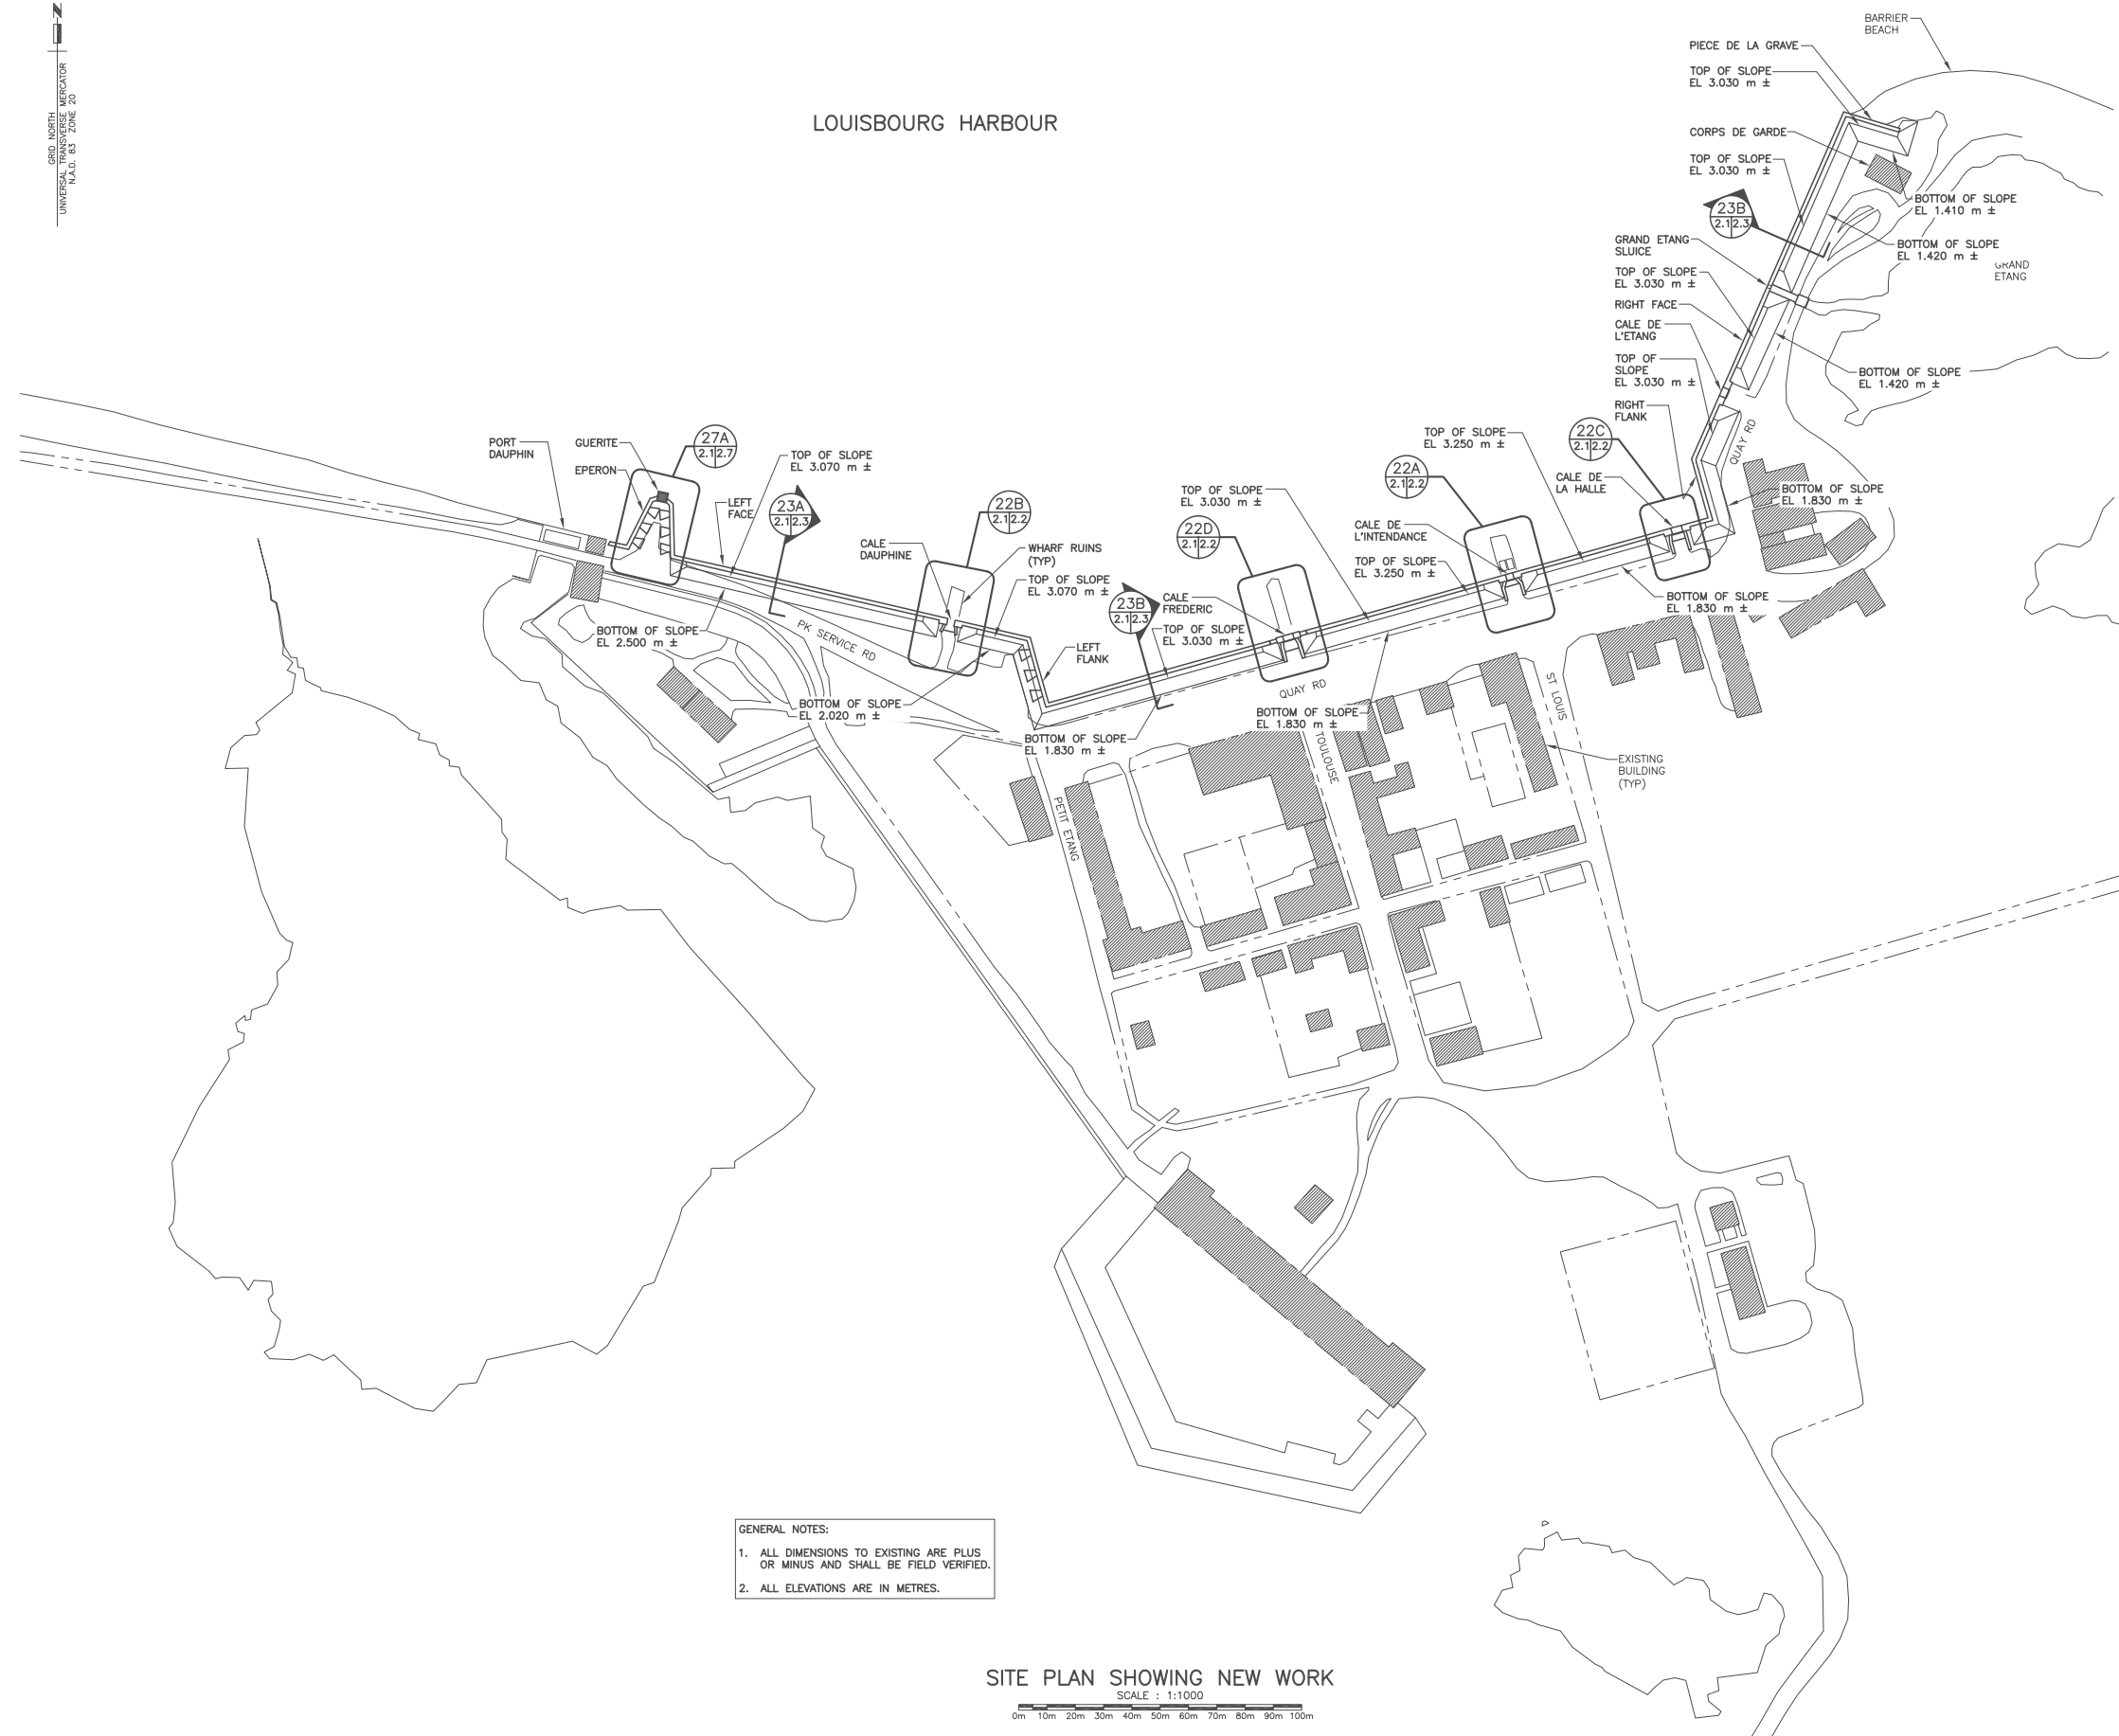 N
GRID NORTH
UNIVERSAL TRANSVERSE MERCATOR
N.A.D. 83 ZONE 20
LOUISBOURG HARBOUR
BARRIER
BEACH
PIECE DE LA GRAVE
TOP OF SLOPE
EL 3.030 m ±
CORPS DE GARDE
TOP OF SLOPE
EL 3.030 m ±
23B
2.1 2.3
BOTTOM OF SLOPE
EL 1.410 m ±
BOTTOM OF SLOPE
EL 1.420 m ±
GRAND
ETANG
GRAND ETANG
SLUICE
TOP OF SLOPE
EL 3.030 m ±
RIGHT FACE
CALE DE
L'ETANG
TOP OF
SLOPE
EL 3.030 m ±
BOTTOM OF SLOPE
EL 1.420 m ±
RIGHT
FLANK
QUAY RD
PORT
DAUPHIN
GUERITE
EPERON
27A
2.1 2.7
TOP OF SLOPE
EL 3.070 m ±
LEFT
FACE
23A
2.1 2.3
CALE
DAUPHINE
22B
2.1 2.2
WHARF RUINS
(TYP)
TOP OF SLOPE
EL 3.070 m ±
23B
2.1 2.3
LEFT
FLANK
TOP OF SLOPE
EL 3.030 m ±
22D
2.1 2.2
CALE
FREDERIC
TOP OF SLOPE
EL 3.030 m ±
TOP OF SLOPE
EL 3.250 m ±
22A
2.1 2.2
CALE DE
L'INTENDANCE
TOP OF SLOPE
EL 3.250 m ±
22C
2.1 2.2
CALE DE
LA HALLE
BOTTOM OF SLOPE
EL 1.830 m ±
BOTTOM OF SLOPE
EL 1.830 m ±
BOTTOM OF SLOPE
EL 2.500 m ±
PK SERVICE RD
BOTTOM OF SLOPE
EL 2.020 m ±
BOTTOM OF SLOPE
EL 1.830 m ±
QUAY RD
BOTTOM OF SLOPE
EL 1.830 m ±
TOULOUSE
ST LOUIS
EXISTING
BUILDING
(TYP)
PETIT ETANG
GENERAL NOTES:
1. ALL DIMENSIONS TO EXISTING ARE PLUS
OR MINUS AND SHALL BE FIELD VERIFIED.
2. ALL ELEVATIONS ARE IN METRES.
SITE PLAN SHOWING NEW WORK
SCALE : 1:1000
0m 10m 20m 30m 40m 50m 60m 70m 80m 90m 100m